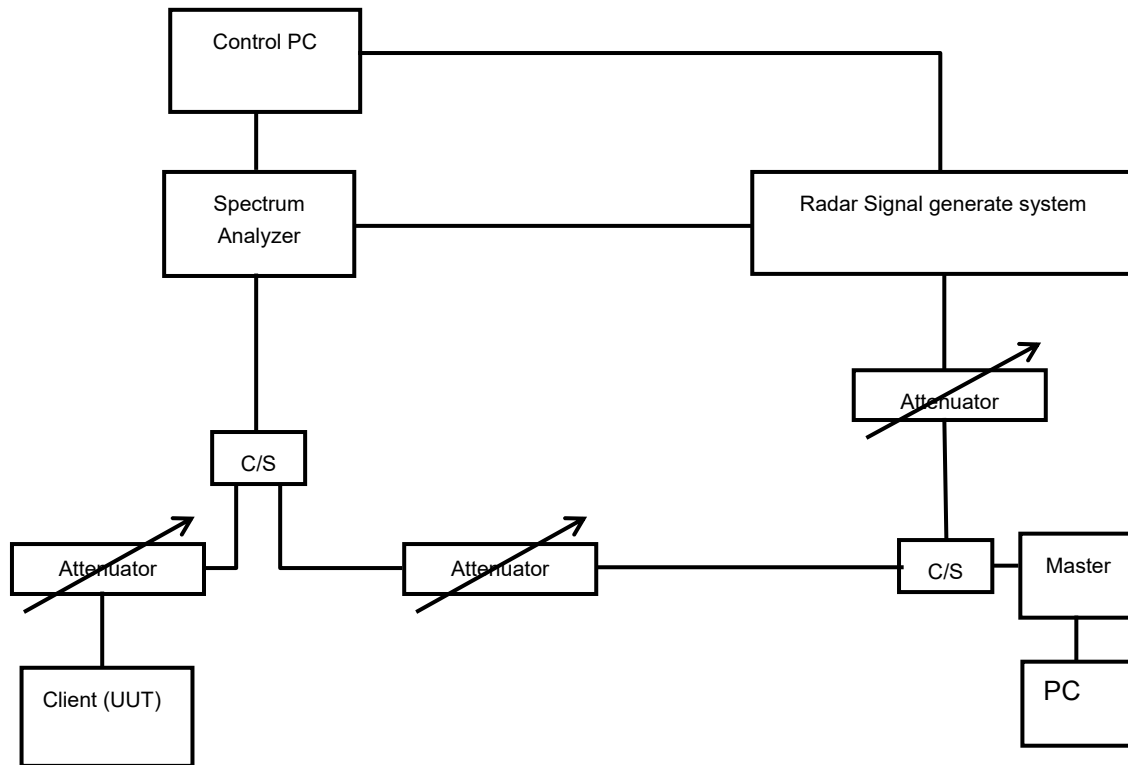 Control PC
Spectrum
Analyzer
Radar Signal generate system
Attenuator
C/S
Attenuator
Attenuator
C/S
Master
Client (UUT)
PC